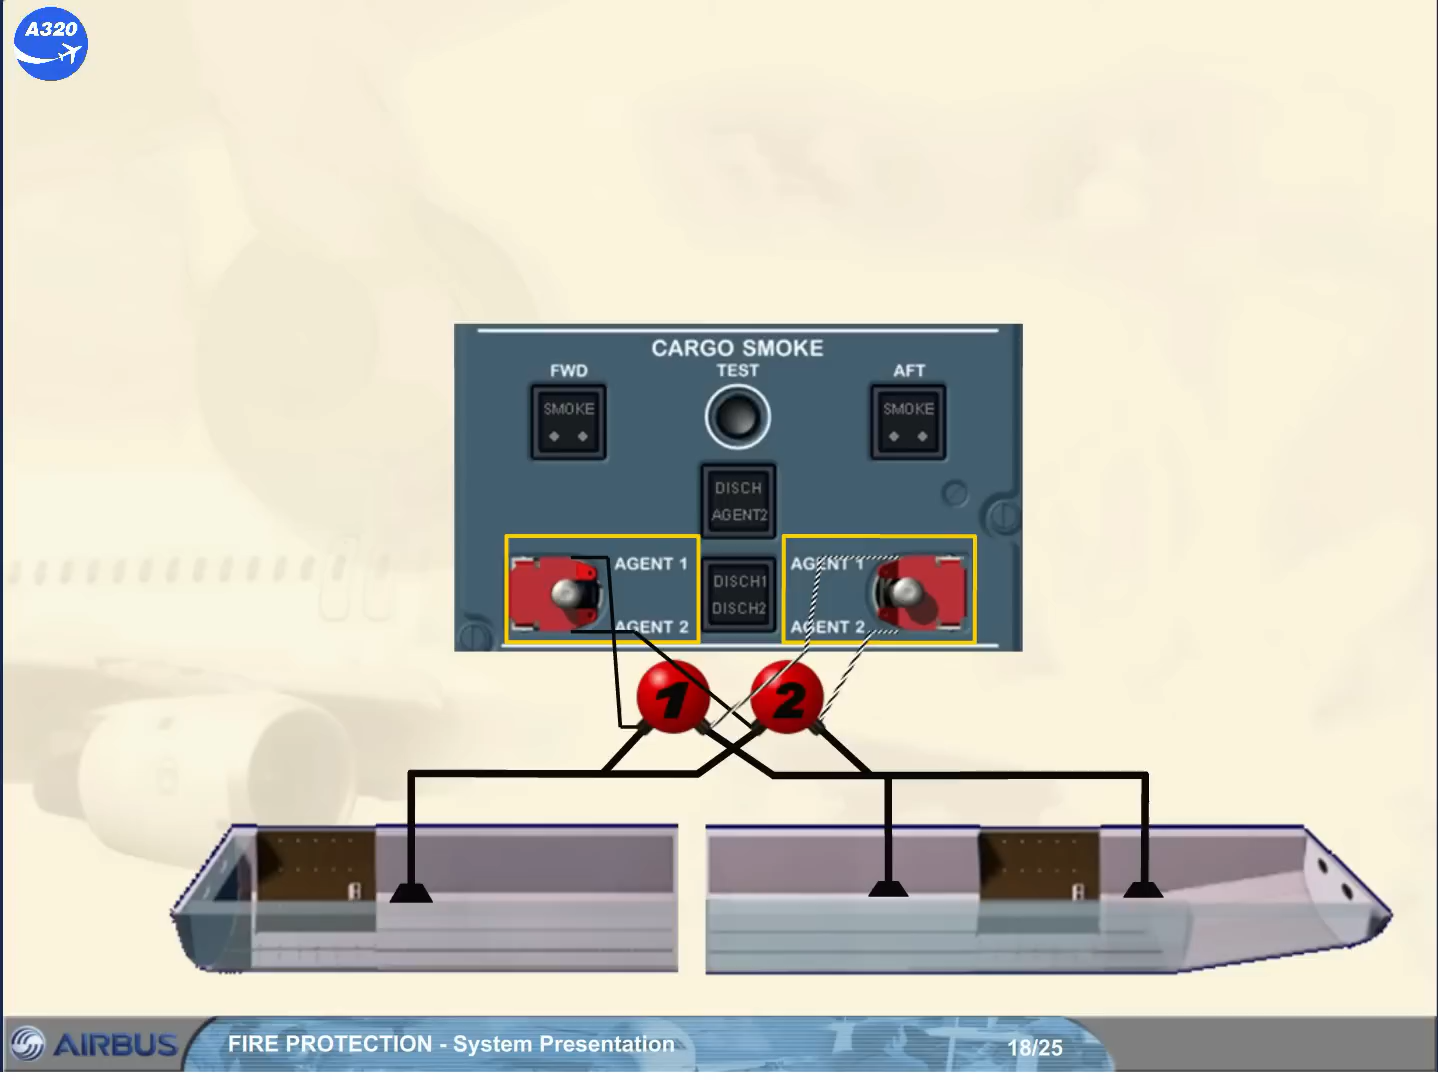 A320
CARGO SMOKE
FWD
TEST
AFT
SMOKE
SMOKE
DISCH
AGENT2
AGENT 1
AGENT 1
DISCH1
DISCH2
AGENT 2
AGENT 2
1
2
AIRBUS
FIRE PROTECTION - System Presentation
18/25